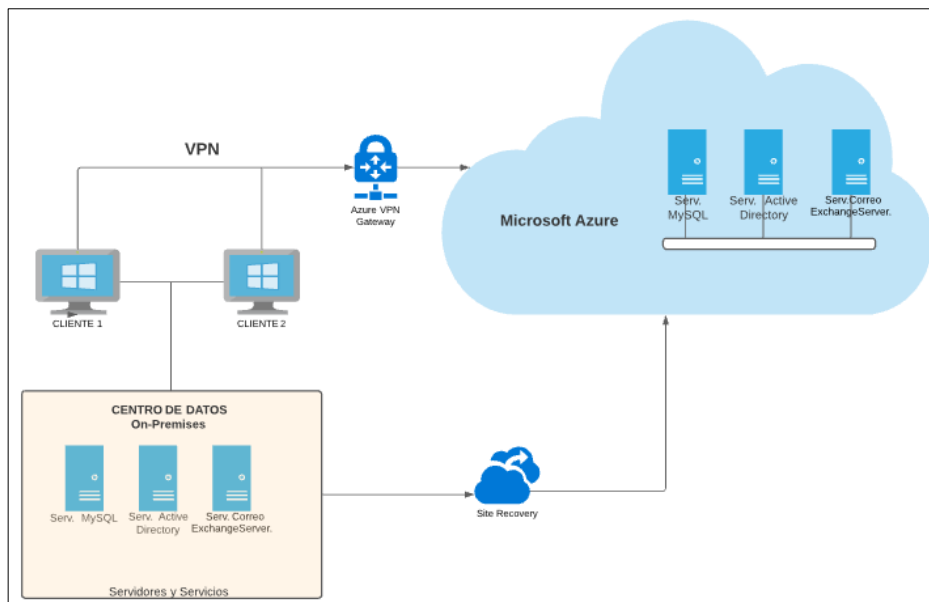 VPN
Azure VPN
Gateway
Microsoft Azure
Serv.
MySQL
Serv. Active
Directory
Serv.Correo
ExchangeServer.
CLIENTE 1
CLIENTE 2
CENTRO DE DATOS
On-Premises
Serv. MySQL
Serv. Active
Directory
Serv.Correo
ExchangeServer.
Servidores y Servicios
Site Recovery